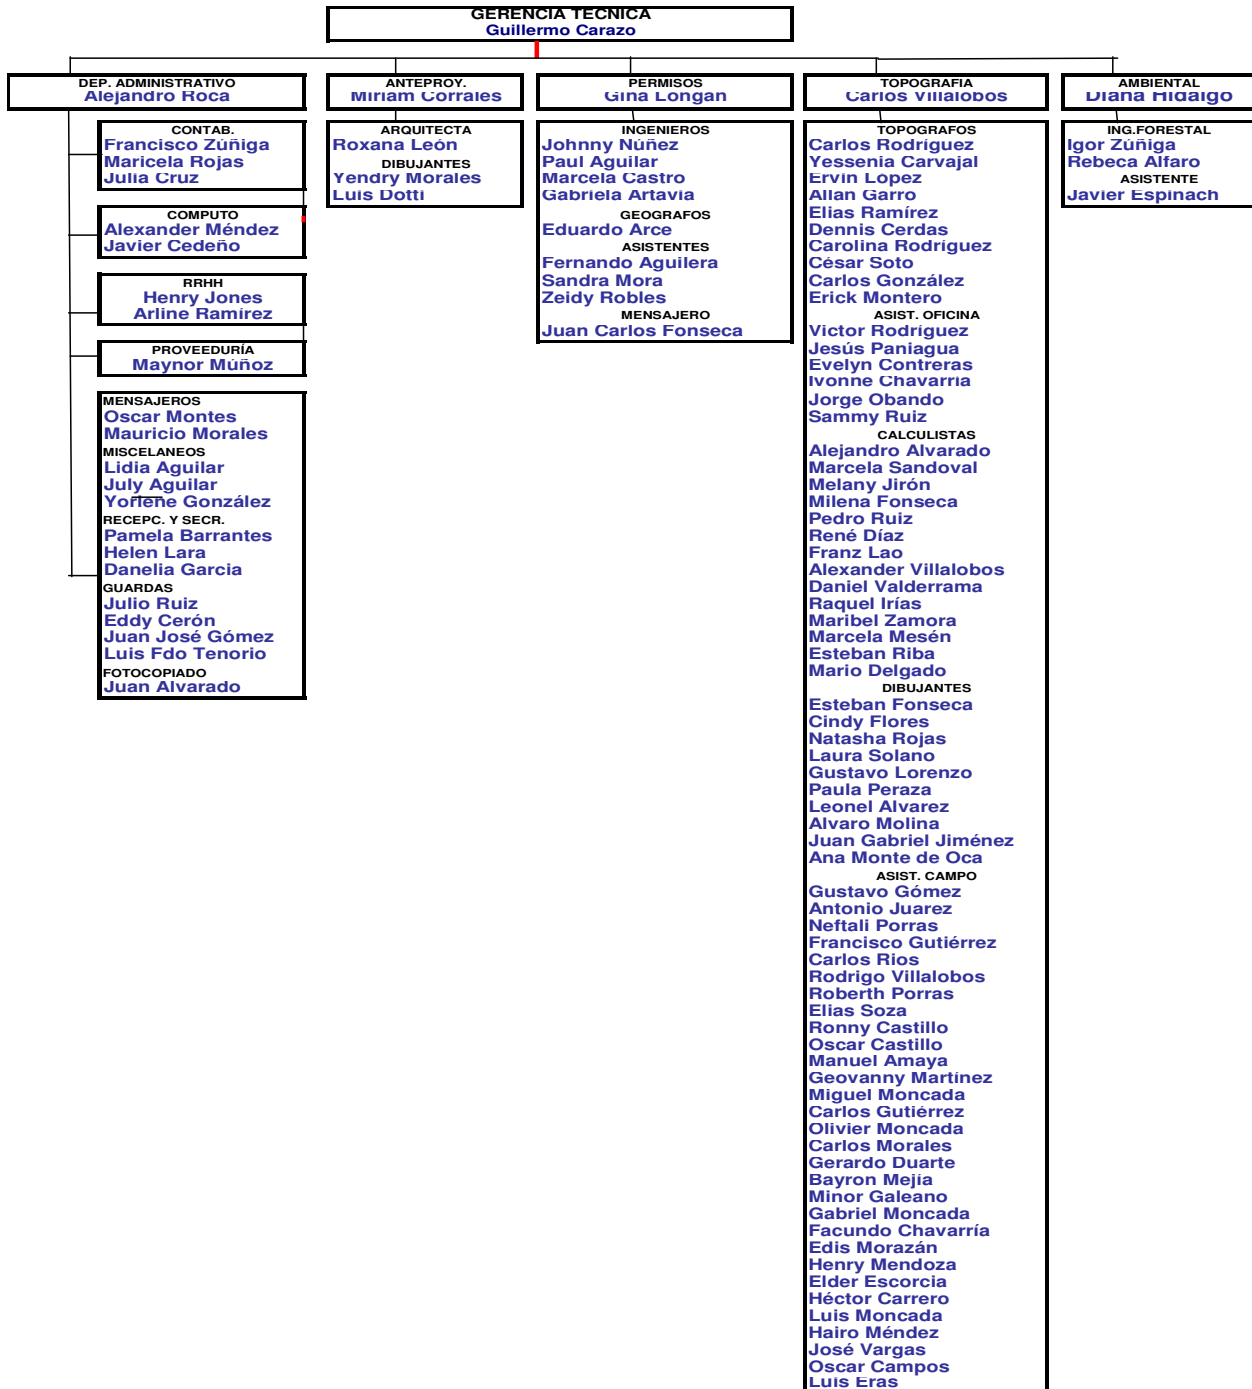 GERENCIA TECNICA
Guillermo Carazo
DEP. ADMINISTRATIVO
Alejandro Roca
CONTAB.
Francisco Zúñiga
Maricela Rojas
Julia Cruz
COMPUTO
Alexander Méndez
Javier Cedeño
RRHH
Henry Jones
Arline Ramírez
PROVEEDURÍA
Maynor Múñoz
MENSAJEROS
Oscar Montes
Mauricio Morales
MISCELANEOS
Lidia Aguilar
July Aguilar
Yorlene González
RECEPC. Y SECR.
Pamela Barrantes
Helen Lara
Danelia Garcia
GUARDAS
Julio Ruiz
Eddy Cerón
Juan José Gómez
Luis Fdo Tenorio
FOTOCOPIADO
Juan Alvarado
ANTEPROY.
Miriam Corrales
ARQUITECTA
Roxana León
DIBUJANTES
Yendry Morales
Luis Dotti
PERMISOS
Gina Longan
INGENIEROS
Johnny Núñez
Paul Aguilar
Marcela Castro
Gabriela Artavia
GEOGRAFOS
Eduardo Arce
ASISTENTES
Fernando Aguilera
Sandra Mora
Zeidy Robles
MENSAJERO
Juan Carlos Fonseca
TOPOGRAFIA
Carlos Villalobos
TOPOGRAFOS
Carlos Rodríguez
Yessenia Carvajal
Ervin López
Allan Garro
Elias Ramírez
Dennis Cerdas
Carolina Rodríguez
César Soto
Carlos González
Erick Montero
ASIST. OFICINA
Victor Rodríguez
Jesús Paniagua
Evelyn Contreras
Ivonne Chavarría
Jorge Obando
Sammy Ruiz
CALCULISTAS
Alejandro Alvarado
Marcela Sandoval
Melany Jirón
Milena Fonseca
Pedro Ruiz
René Díaz
Franz Lao
Alexander Villalobos
Daniel Valderrama
Raquel Irías
Maribel Zamora
Marcela Mesén
Esteban Riba
Mario Delgado
DIBUJANTES
Esteban Fonseca
Cindy Flores
Natasha Rojas
Laura Solano
Gustavo Lorenzo
Paula Peraza
Leonel Alvarez
Alvaro Molina
Juan Gabriel Jiménez
Ana Monte de Oca
ASIST. CAMPO
Gustavo Gómez
Antonio Juarez
Neftali Porras
Francisco Gutiérrez
Carlos Rios
Rodrigo Villalobos
Roberth Porras
Elias Soza
Ronny Castillo
Oscar Castillo
Manuel Amaya
Geovanny Martínez
Miguel Moncada
Carlos Gutiérrez
Olivier Moncada
Carlos Morales
Gerardo Duarte
Bayron Mejía
Minor Galeano
Gabriel Moncada
Facundo Chavarría
Edis Morazán
Henry Mendoza
Elder Escorcia
Héctor Carrero
Luis Moncada
Hairo Méndez
José Vargas
Oscar Campos
Luis Eras
AMBIENTAL
Diana Hidalgo
ING.FORESTAL
Igor Zúñiga
Rebeca Alfaro
ASISTENTE
Javier Espinach